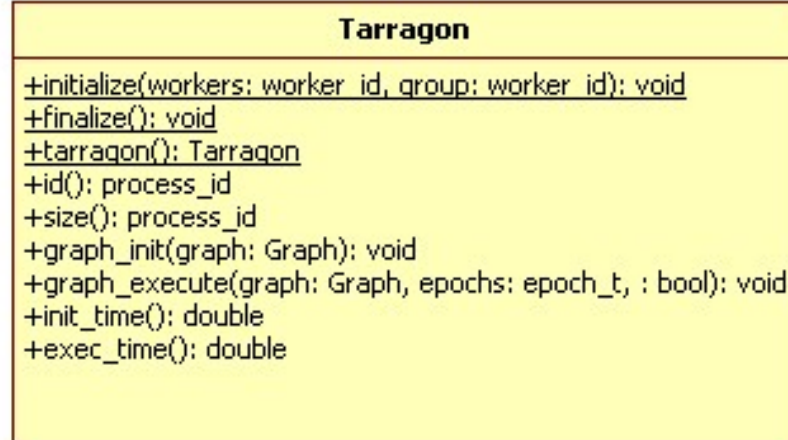 Tarragon
+initialize(workers: worker_id, group: worker_id): void
+finalize(): void
+tarragon(): Tarragon
+id(): process_id
+size(): process_id
+graph_init(graph: Graph): void
+graph_execute(graph: Graph, epochs: epoch_t, : bool): void
+init_time(): double
+exec_time(): double